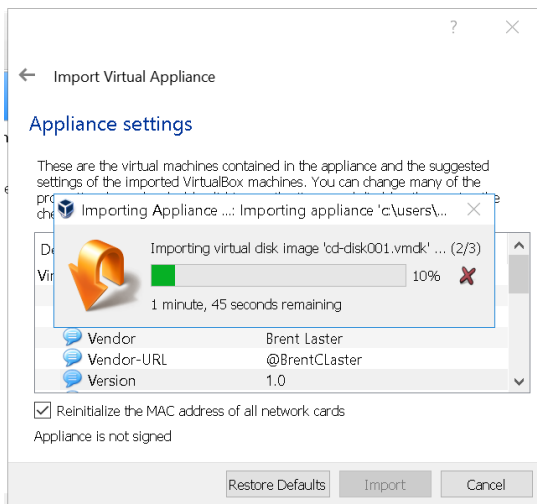 ?
Import Virtual Appliance
Appliance settings
These are the virtual machines contained in the appliance and the suggested
settings of the imported VirtualBox machines. You can change many of the
Importing Appliance ...: Importing appliance 'c:\users\...
Importing virtual disk image 'cd-disk001.vmdk' ... (2/3)
10%
1 minute, 45 seconds remaining
Vendor Brent Laster
Vendor-URL @BrentCLaster
Version 1.0
Reinitialize the MAC address of all network cards
Appliance is not signed
Restore Defaults Import Cancel